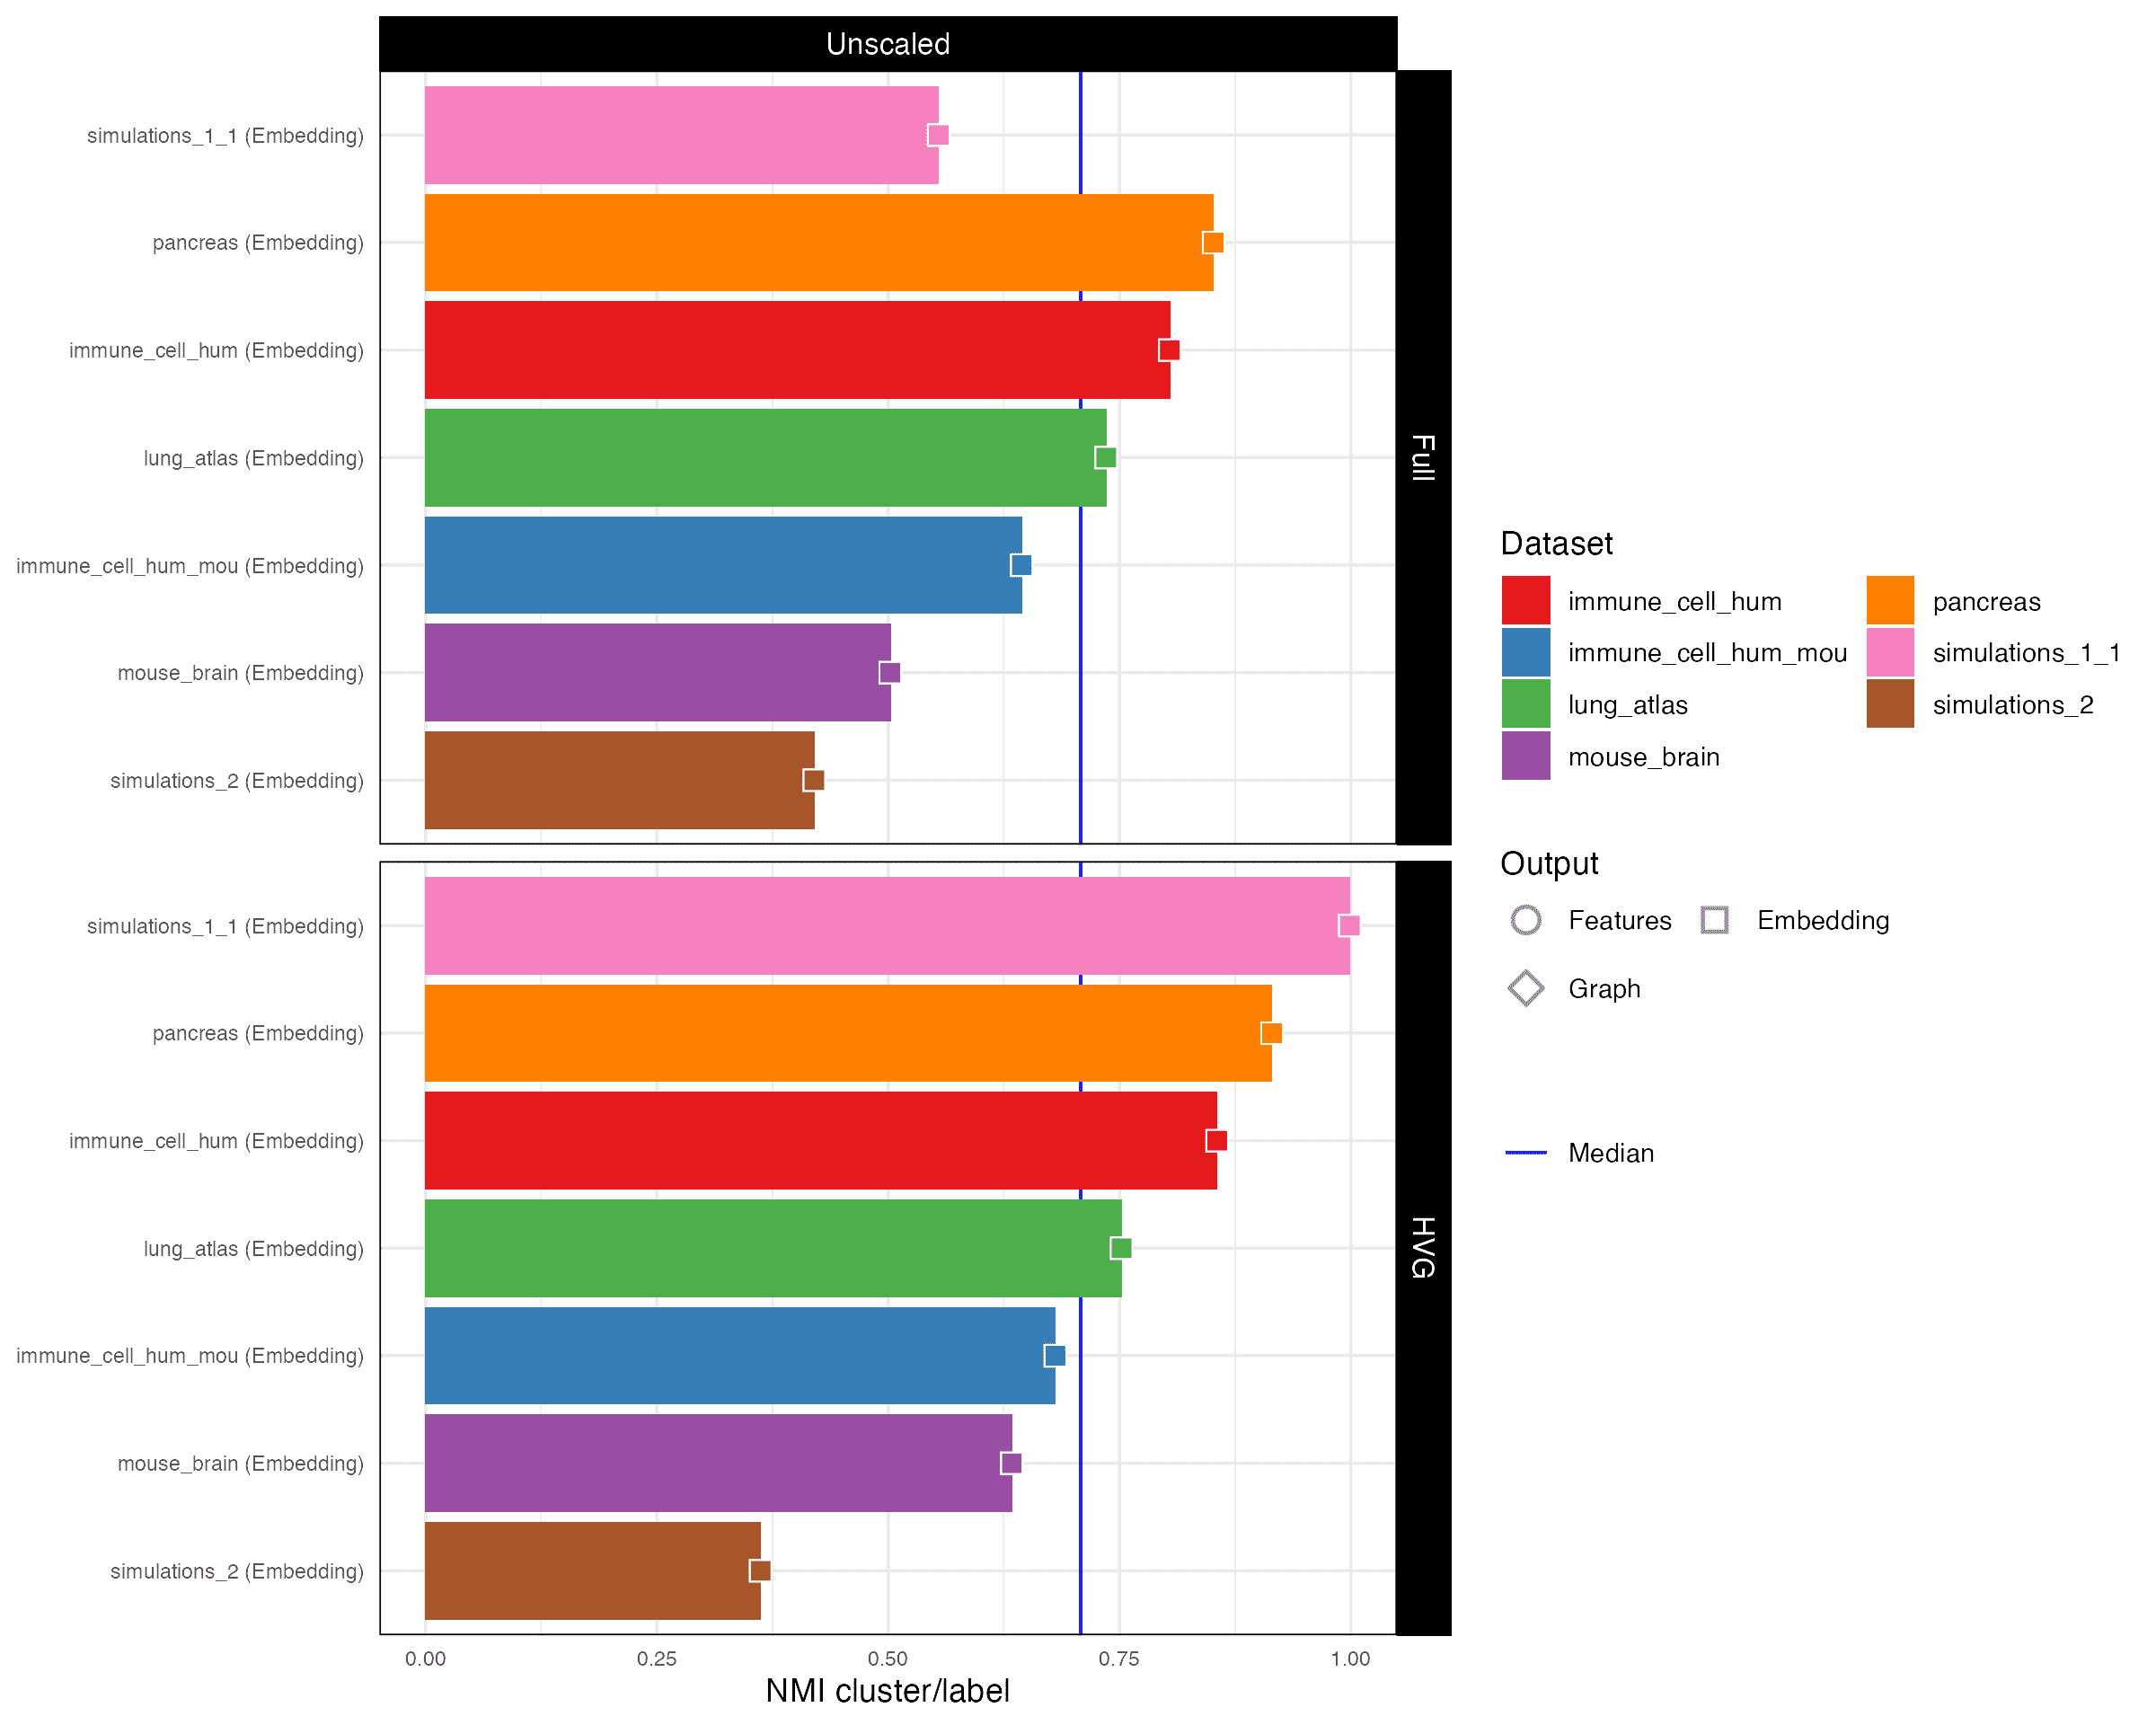 Unscaled
simulations_1_1 (Embedding)
pancreas (Embedding)
immune_cell_hum (Embedding)
lung_atlas (Embedding)
immune_cell_hum_mou (Embedding)
mouse_brain (Embedding)
simulations_2 (Embedding)
Full
simulations_1_1 (Embedding)
pancreas (Embedding)
immune_cell_hum (Embedding)
lung_atlas (Embedding)
immune_cell_hum_mou (Embedding)
mouse_brain (Embedding)
simulations_2 (Embedding)
HVG
0.00 0.25 0.50 0.75 1.00
NMI cluster/label
Dataset
immune_cell_hum pancreas
immune_cell_hum_mou simulations_1_1
lung_atlas simulations_2
mouse_brain
Output
Features Embedding
Graph
Median